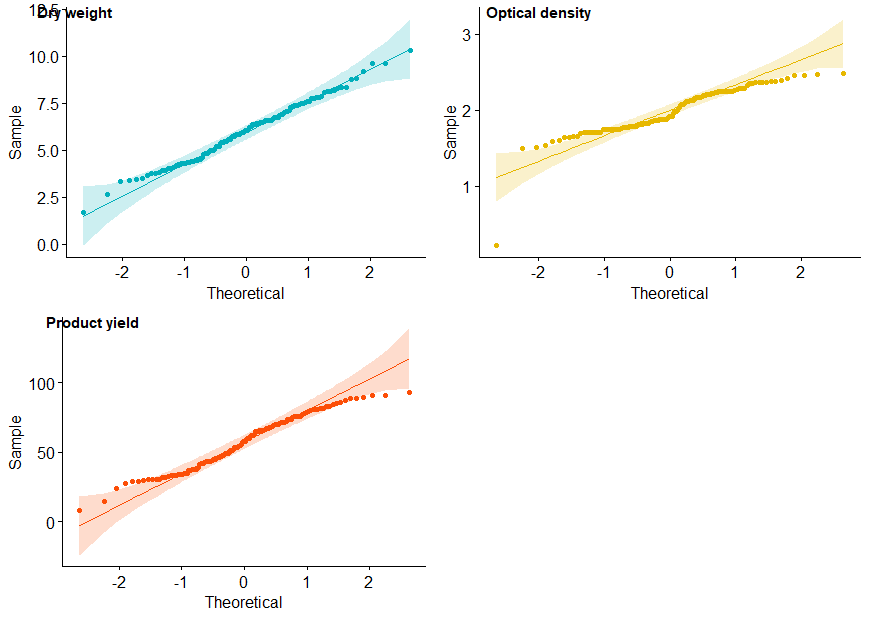 Dry weight
12.5
10.0
7.5
5.0
2.5
0.0
Sample
-2 -1 0 1 2
Theoretical
Optical density
3
2
1
Sample
-2 -1 0 1 2
Theoretical
Product yield
100
50
0
Sample
-2 -1 0 1 2
Theoretical